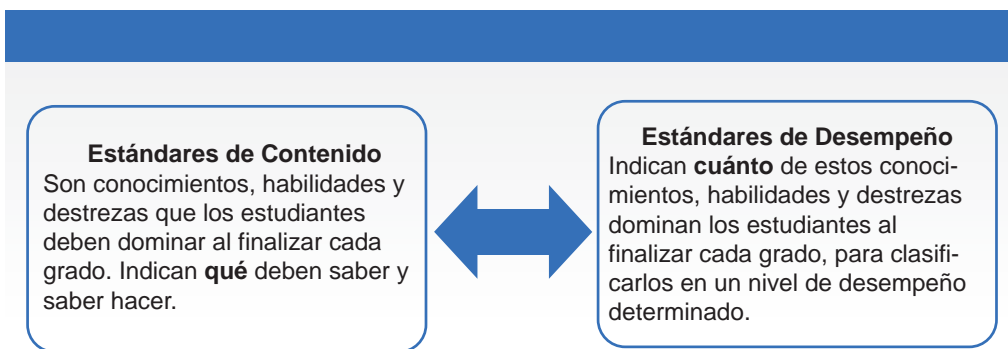 Estándares de Contenido
Son conocimientos, habilidades y
destrezas que los estudiantes
deben dominar al finalizar cada
grado. Indican qué deben saber y
saber hacer.
Estándares de Desempeño
Indican cuánto de estos conoci-
mientos, habilidades y destrezas
dominan los estudiantes al
finalizar cada grado, para clasifi-
carlos en un nivel de desempeño
determinado.